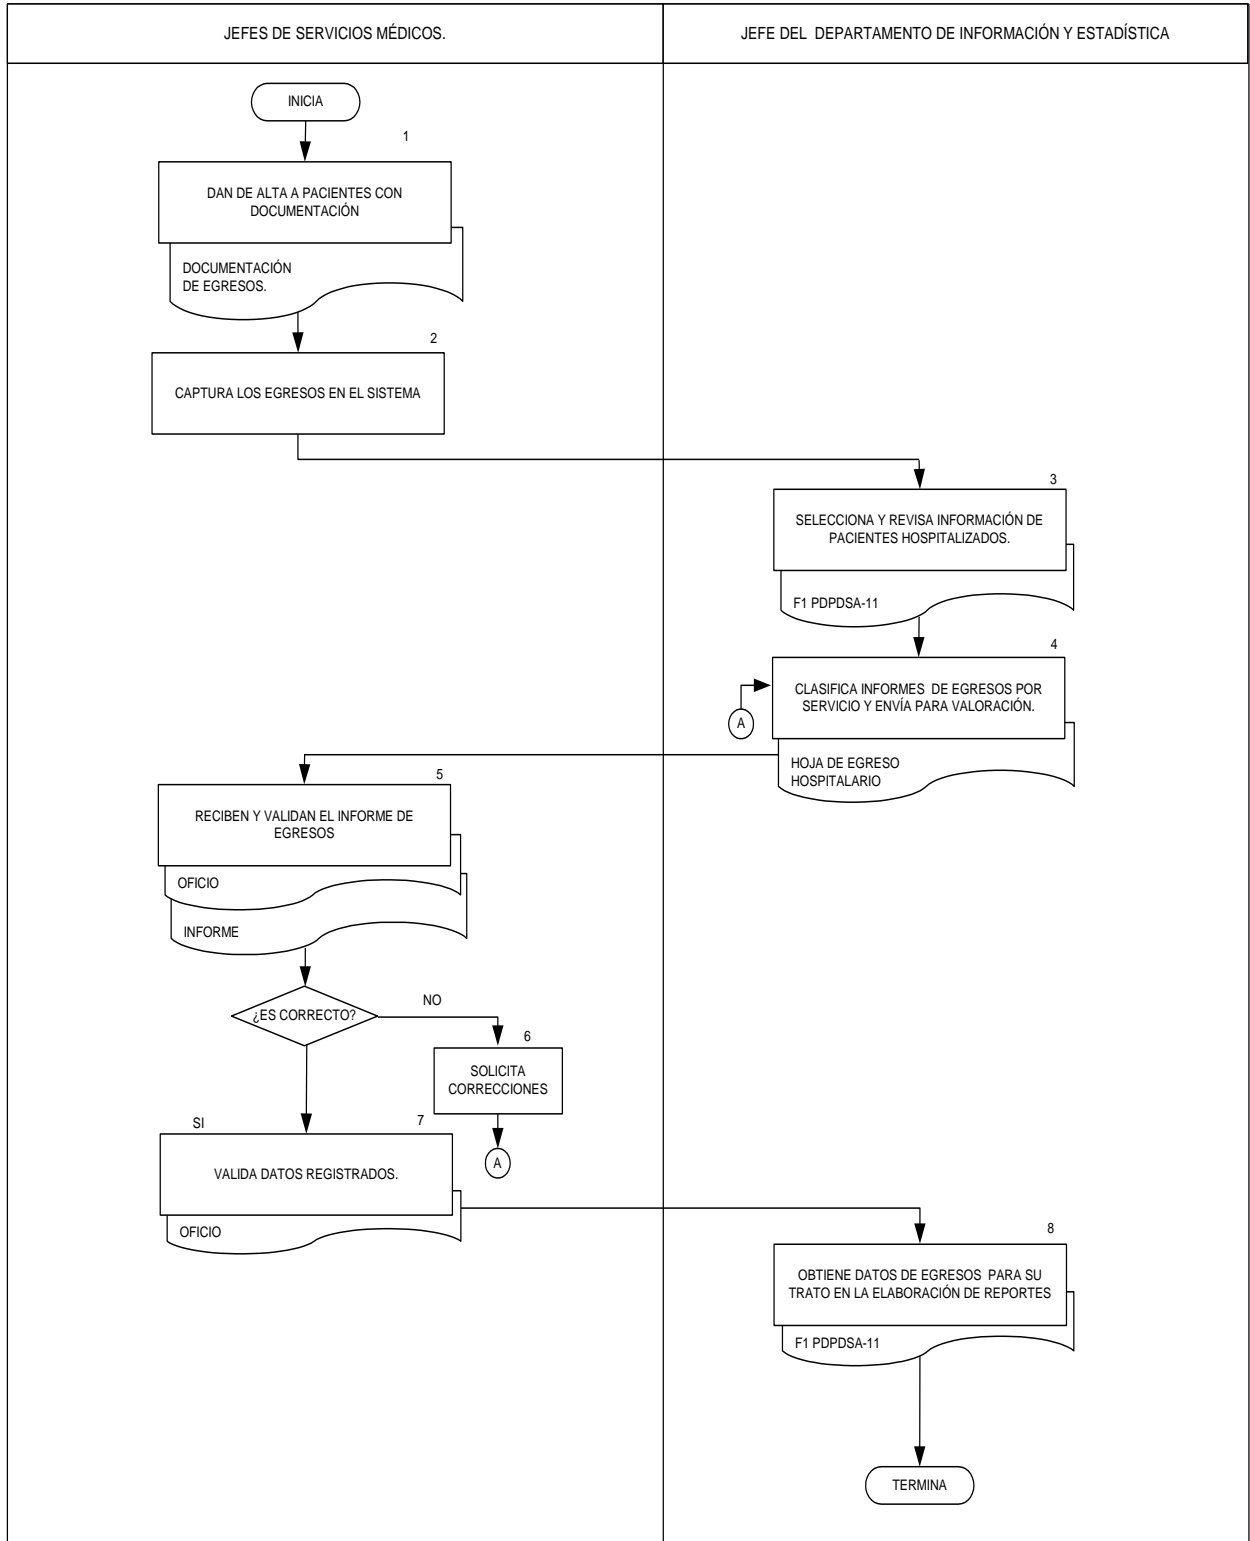 JEFES DE SERVICIOS MÉDICOS.
JEFE DEL DEPARTAMENTO DE INFORMACIÓN Y ESTADÍSTICA
INICIA
1
DAN DE ALTA A PACIENTES CON
DOCUMENTACIÓN
DOCUMENTACIÓN
DE EGRESOS.
2
CAPTURA LOS EGRESOS EN EL SISTEMA
3
SELECCIONA Y REVISA INFORMACIÓN DE
PACIENTES HOSPITALIZADOS.
F1 PDPDSA-11
4
CLASIFICA INFORMES DE EGRESOS POR
SERVICIO Y ENVÍA PARA VALORACIÓN.
A
HOJA DE EGRESO
HOSPITALARIO
5
RECIBEN Y VALIDAN EL INFORME DE
EGRESOS
OFICIO
INFORME
¿ES CORRECTO?
NO
6
SOLICITA
CORRECCIONES
A
SI
7
VALIDA DATOS REGISTRADOS.
OFICIO
8
OBTIENE DATOS DE EGRESOS PARA SU
TRATO EN LA ELABORACIÓN DE REPORTES
F1 PDPDSA-11
TERMINA